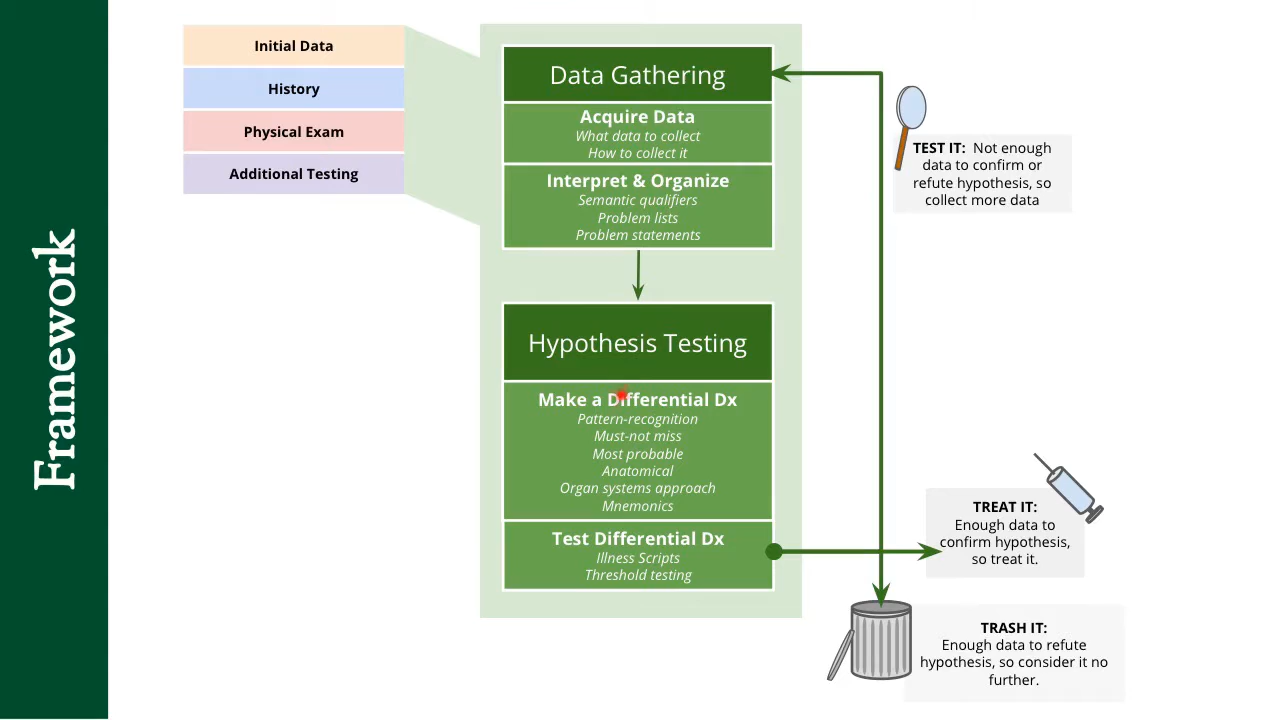 Framework
Initial Data
History
Physical Exam
Additional Testing
Data Gathering
Acquire Data
What data to collect
How to collect it
Interpret & Organize
Semantic qualifiers
Problem lists
Problem statements
Hypothesis Testing
Make a Differential Dx
Pattern-recognition
Must-not miss
Most probable
Anatomical
Organ systems approach
Mnemonics
Test Differential Dx
Illness Scripts
Threshold testing
TEST IT: Not enough
data to confirm or
refute hypothesis, so
collect more data
TREAT IT:
Enough data to
confirm hypothesis,
so treat it.
TRASH IT:
Enough data to refute
hypothesis, so consider it no
further.